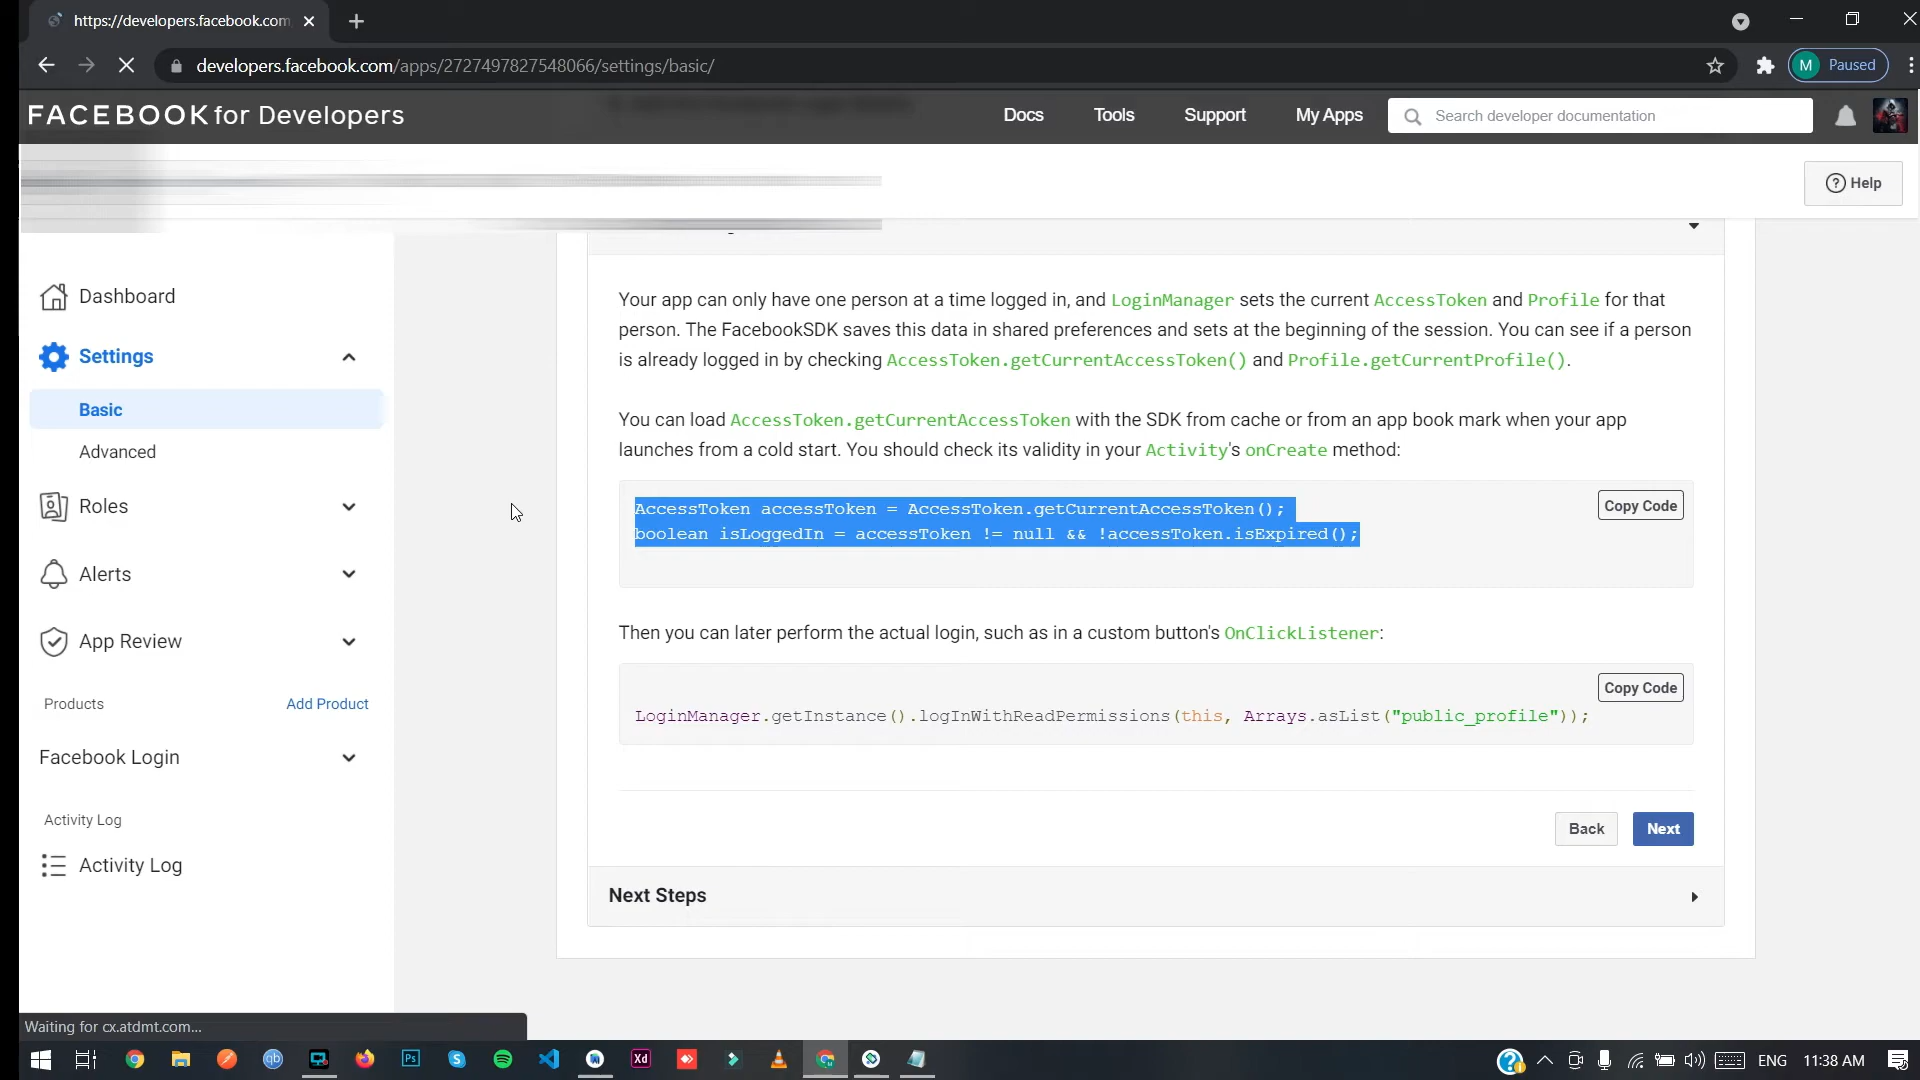 https://developers.facebook.com
developers.facebook.com/apps/2727497827548066/settings/basic/
M Paused
FACEBOOK for Developers
Docs
Tools
Support
My Apps
Search developer documentation
Help
Dashboard
Settings
Basic
Advanced
Roles
Alerts
App Review
Products
Add Product
Facebook Login
Activity Log
Activity Log
Your app can only have one person at a time logged in, and LoginManager sets the current AccessToken and Profile for that
person. The FacebookSDK saves this data in shared preferences and sets at the beginning of the session. You can see if a person
is already logged in by checking AccessToken.getCurrentAccessToken() and Profile.getCurrentProfile().
You can load AccessToken.getCurrentAccessToken with the SDK from cache or from an app book mark when your app
launches from a cold start. You should check its validity in your Activity's onCreate method:
Copy Code
AccessToken accessToken = AccessToken.getCurrentAccessToken();
boolean isLoggedIn = accessToken != null && !accessToken.isExpired();
Then you can later perform the actual login, such as in a custom button's OnClickListener:
Copy Code
LoginManager.getInstance().logInWithReadPermissions(this, Arrays.asList("public_profile"));
Back
Next
Next Steps
Waiting for cx.atdmt.com...
Ps
Xd
qb
ENG
11:38 AM